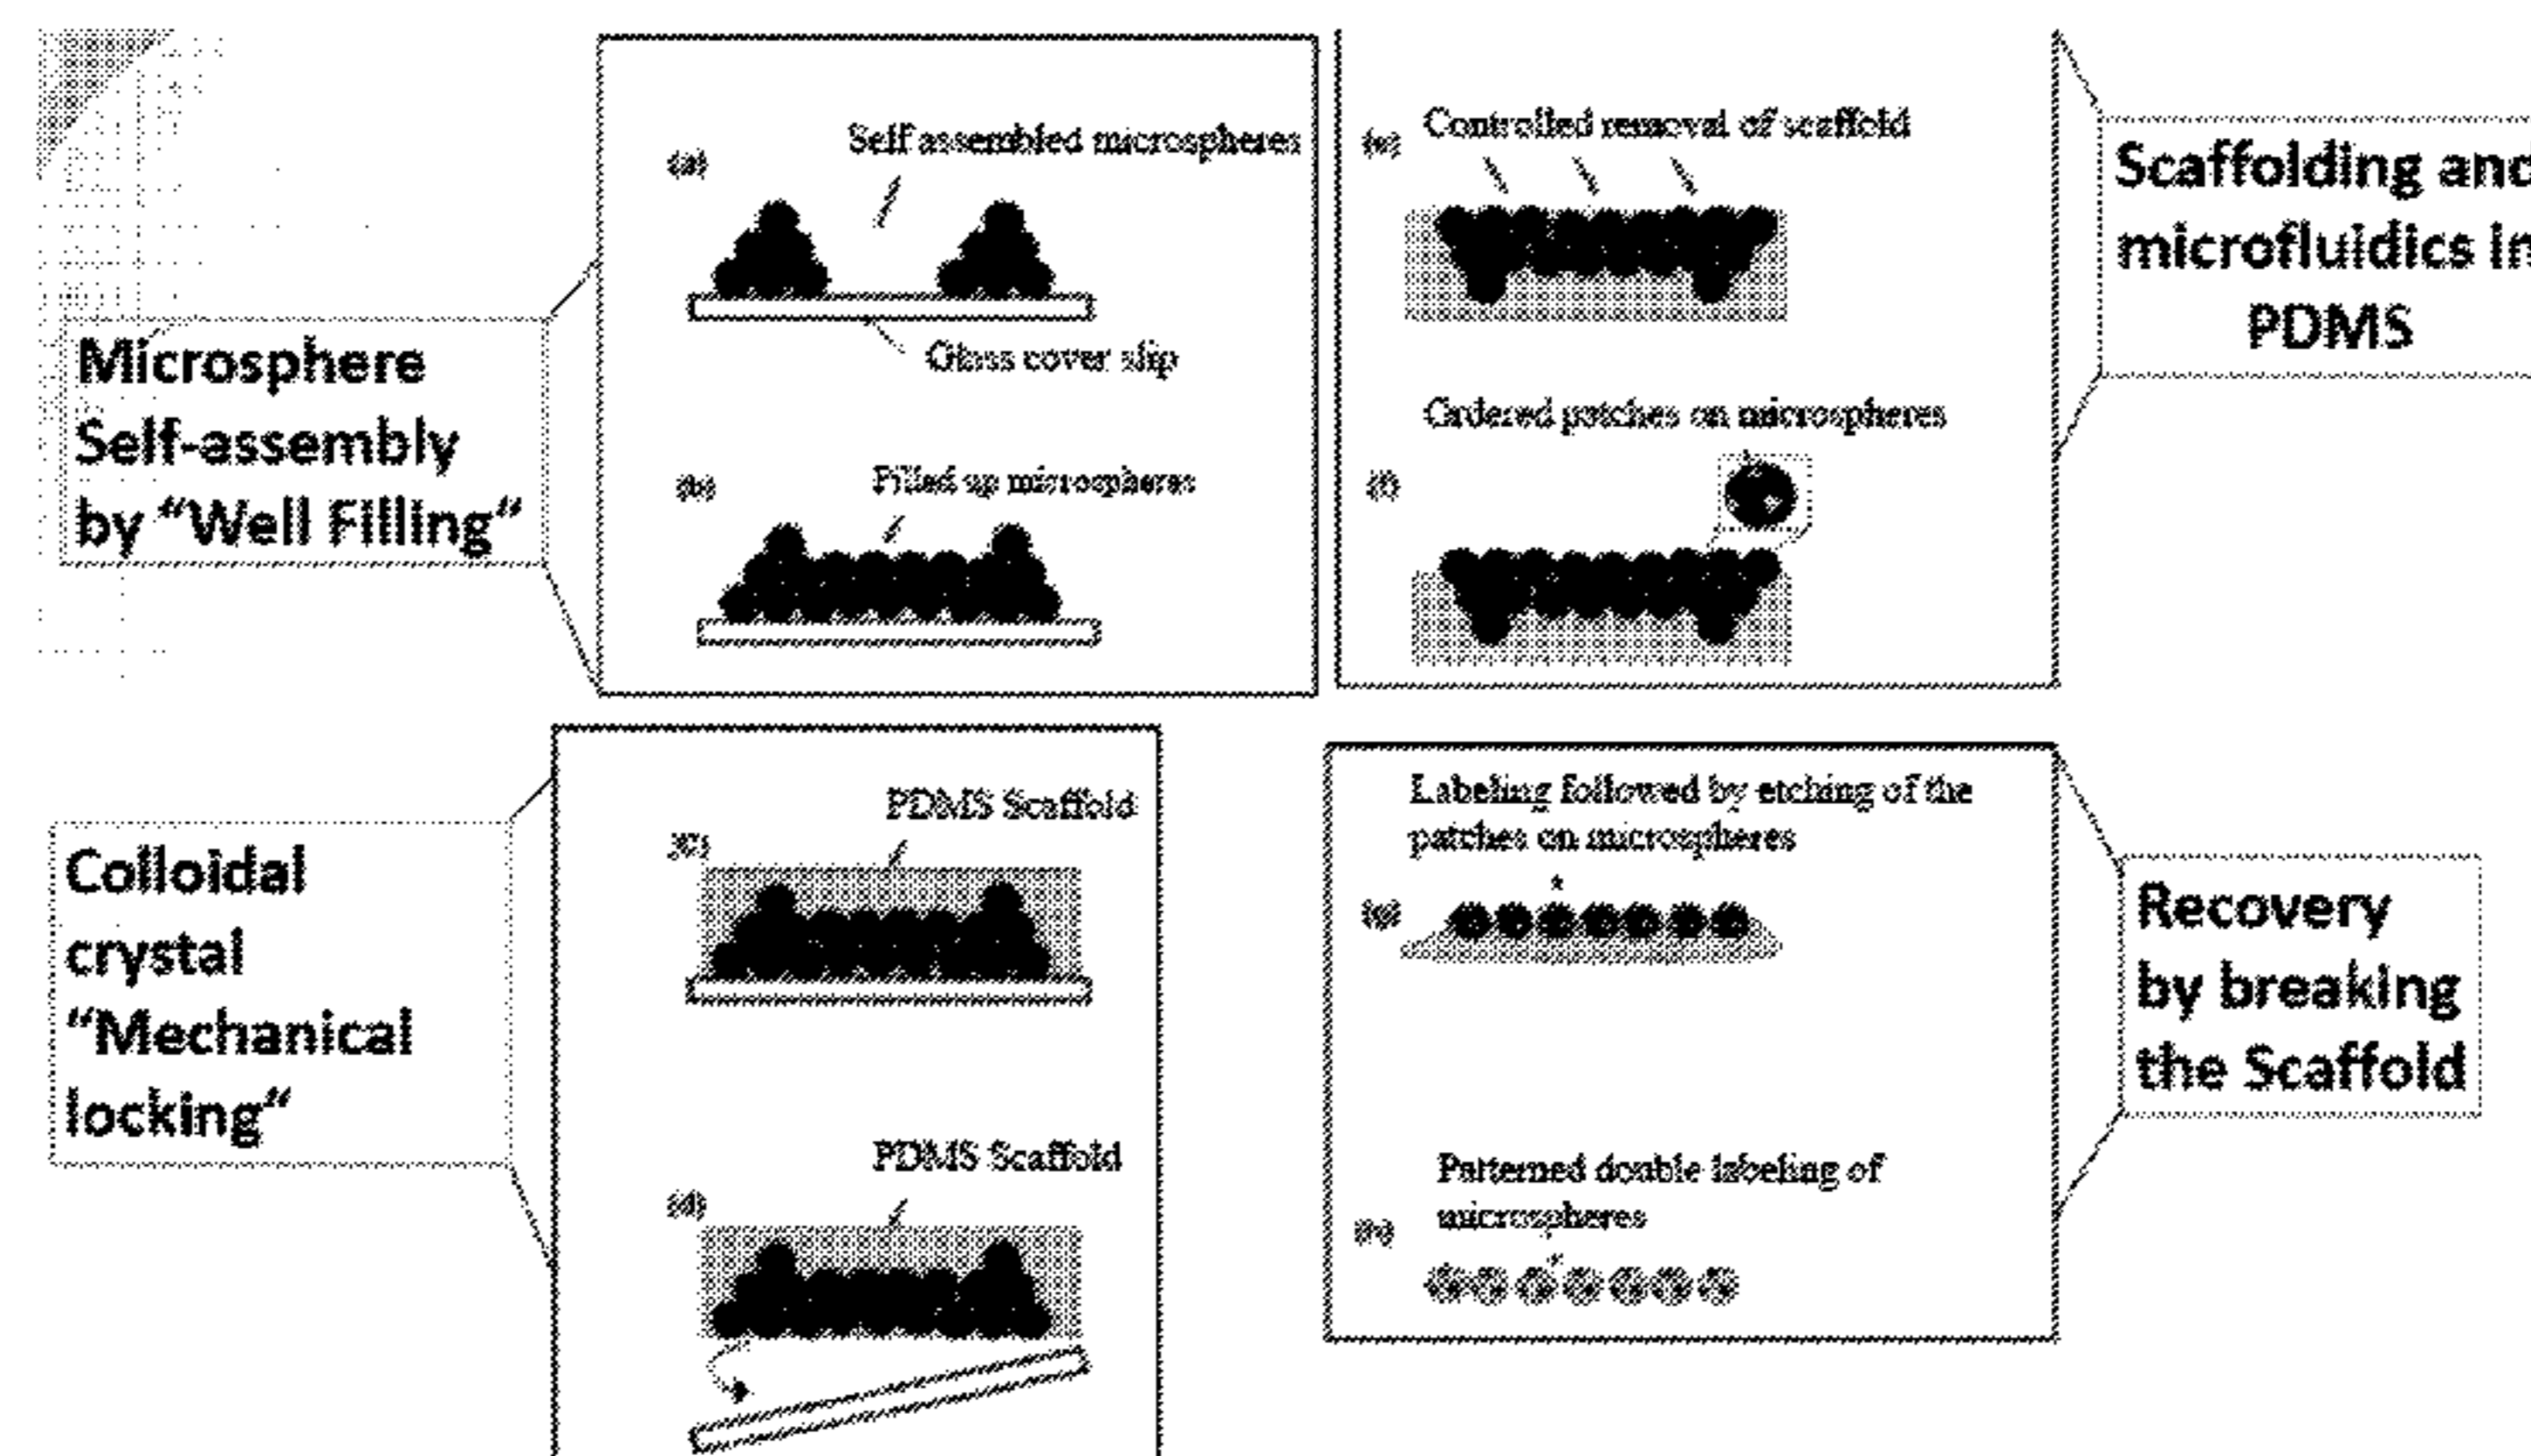 Microsphere
Self-assembly
by “Well Filling”
(a)
Self assembled microspheres
Glass cover slip
(b)
Filled up microspheres
(e)
Controlled removal of scaffold
Ordered patches on microspheres
(f)
Scaffolding and
microfluidics in
PDMS
Colloidal
crystal
“Mechanical
locking“
PDMS Scaffold
PDMS Scaffold
(d)
Labeling followed by etching of the
patches on microspheres
(g)
Patterned double labeling of
microspheres
(h)
Recovery
by breaking
the Scaffold